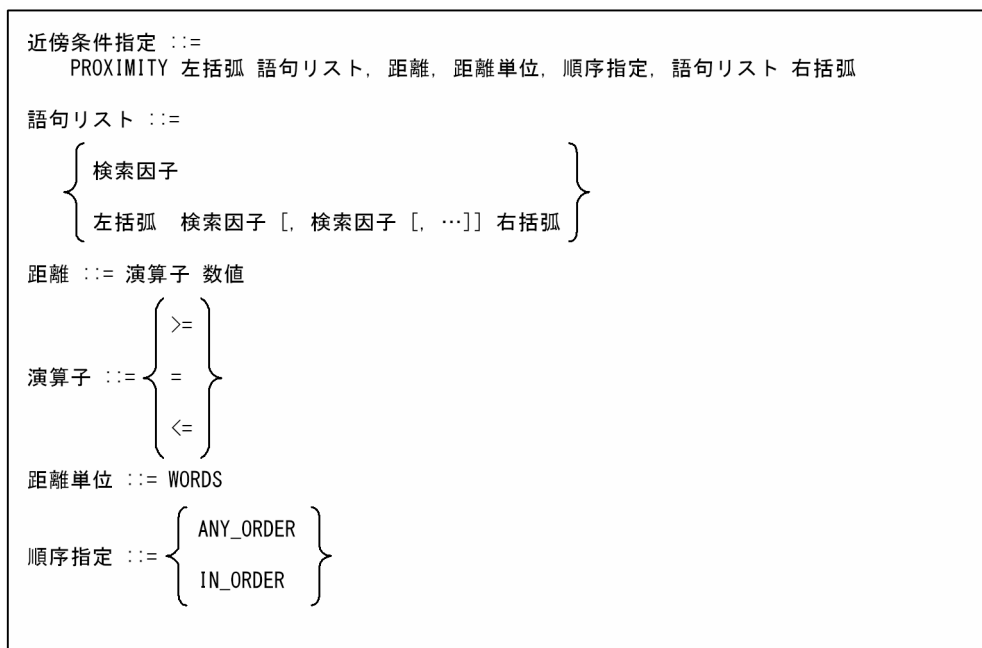 近傍条件指定 ::=
PROXIMITY 左括弧 語句リスト, 距離, 距離単位, 順序指定, 語句リスト 右括弧
語句リスト ::=
検索因子
左括弧 検索因子 [, 検索因子 [, …]] 右括弧
距離 ::= 演算子 数値
>=
演算子 ::= =
<=
距離単位 ::= WORDS
ANY_ORDER
順序指定 ::=
IN_ORDER